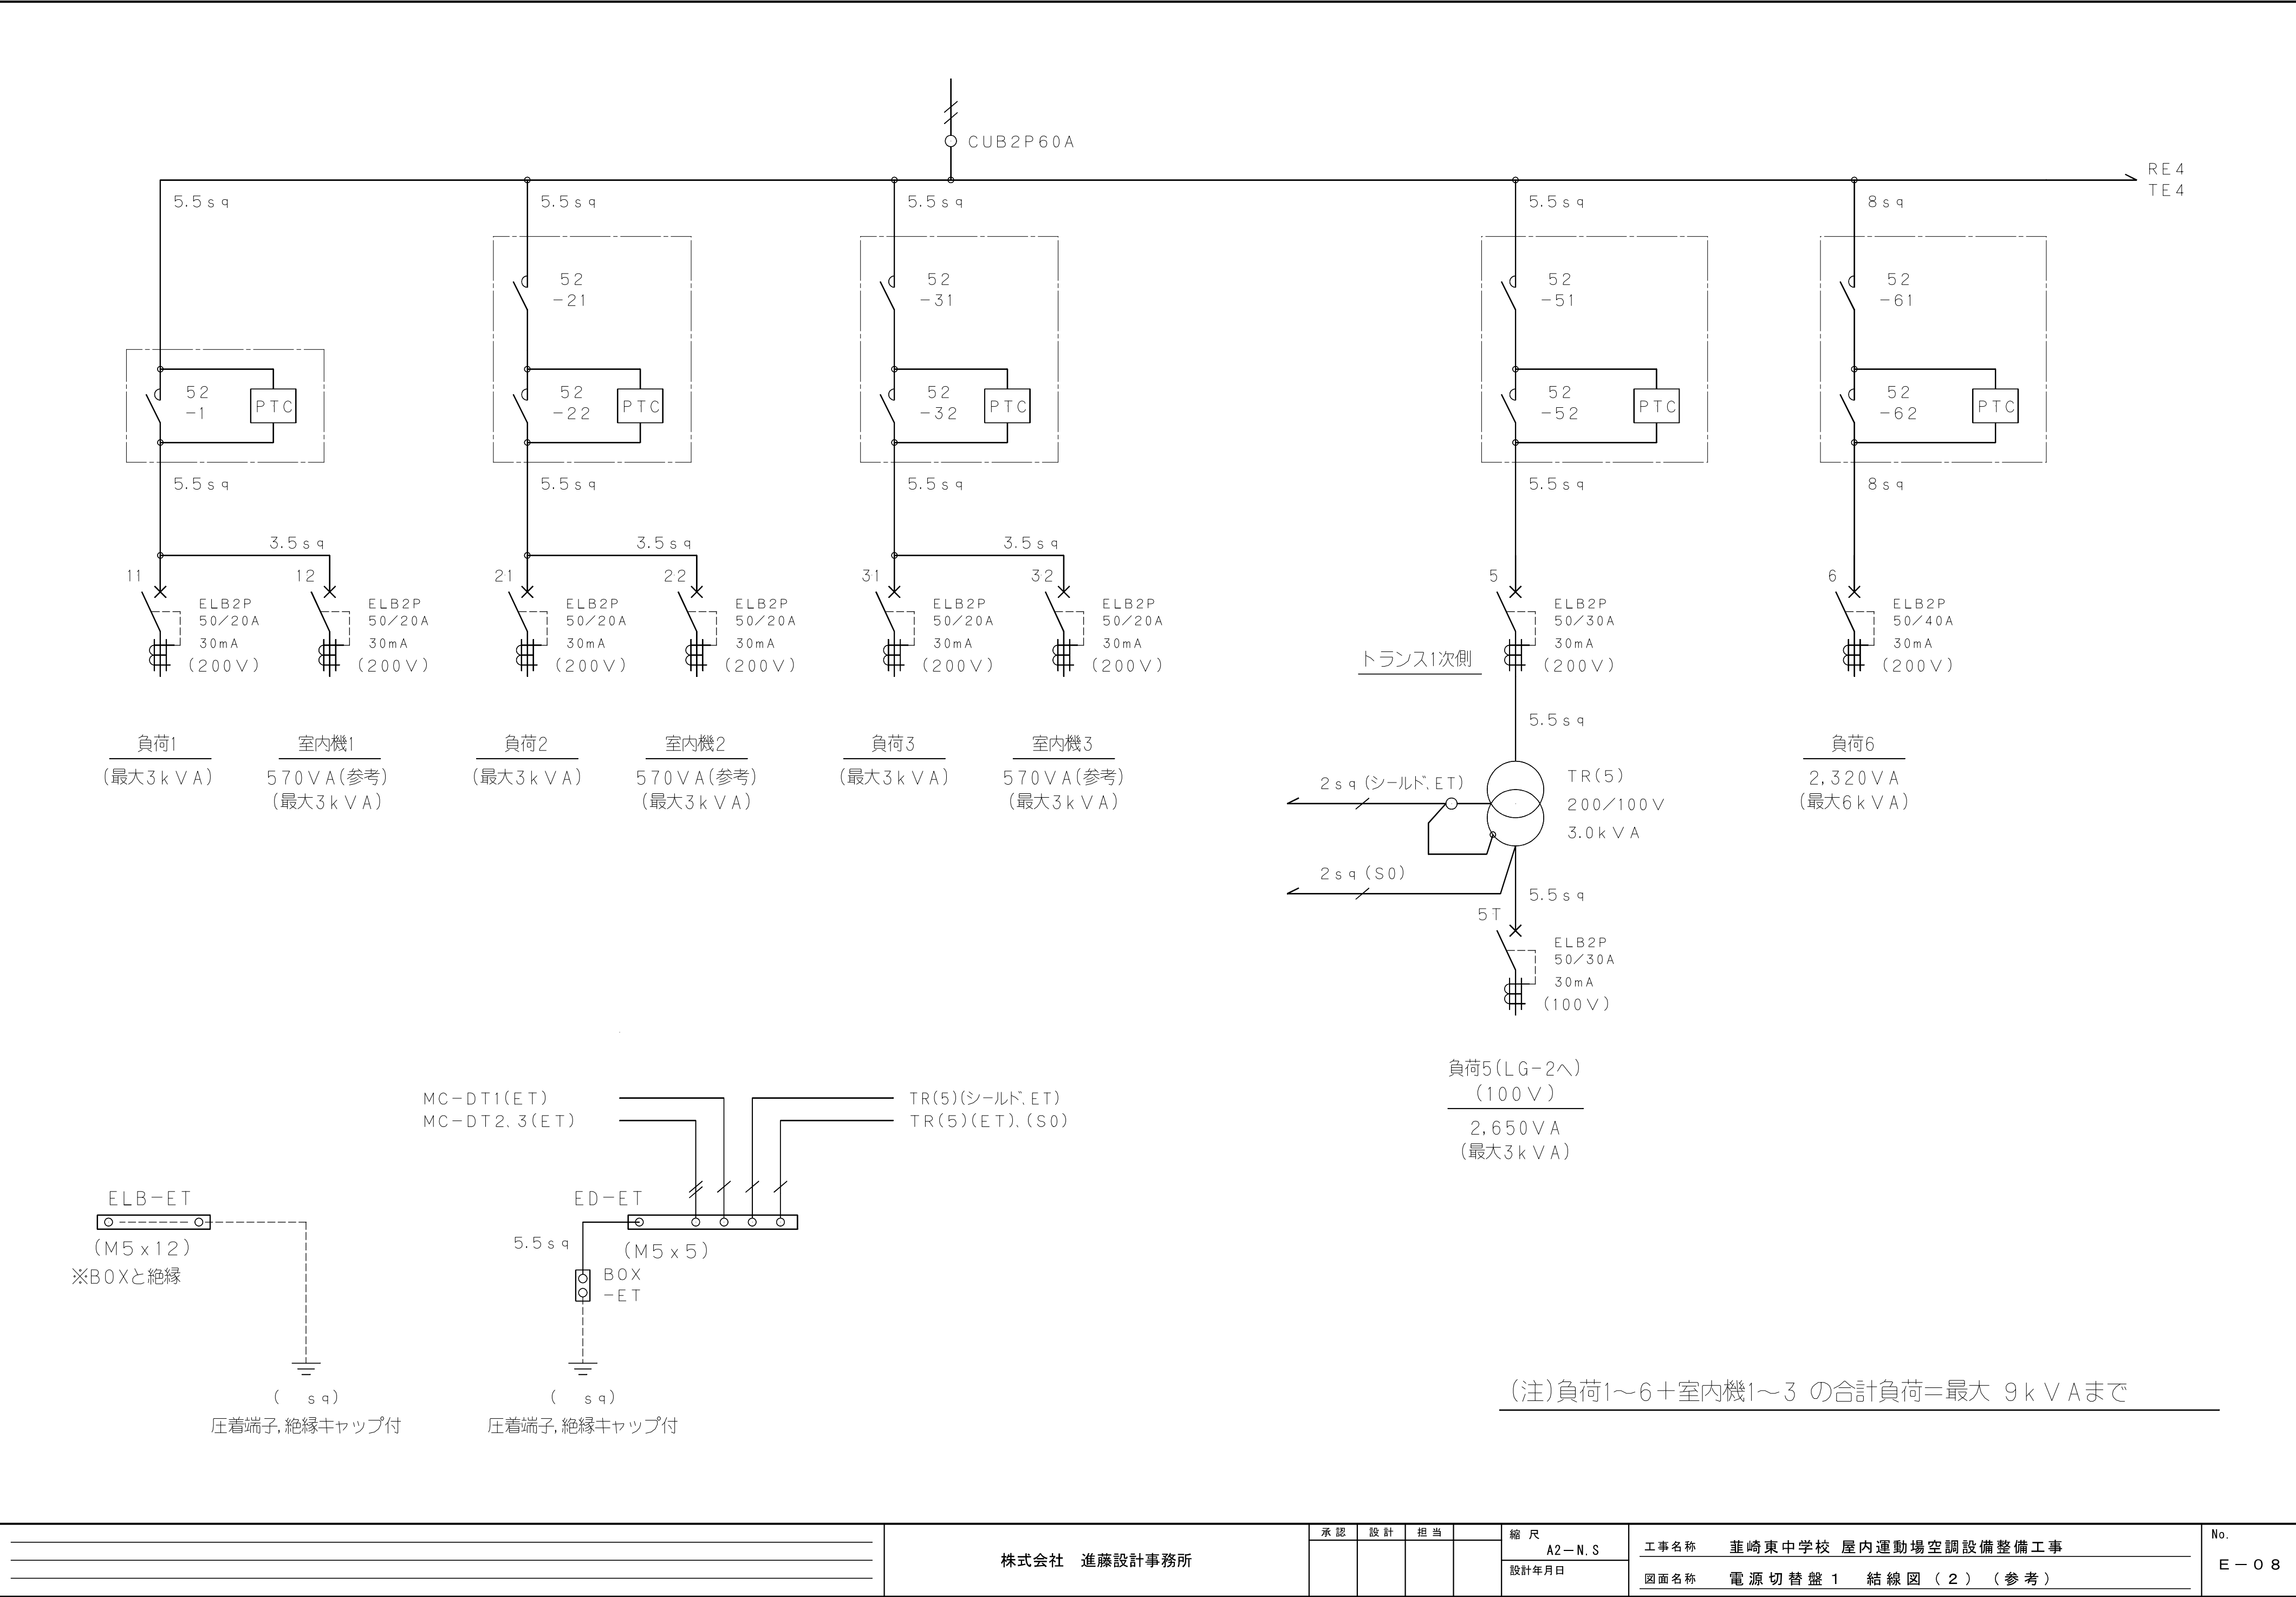 CUB2P60A
RE4
TE4
5.5sq
5.5sq
5.5sq
5.5sq
8sq
52
-21
52
-31
52
-51
52
-61
52
-1
PTC
52
-22
PTC
52
-32
PTC
52
-52
PTC
52
-62
PTC
5.5sq
5.5sq
5.5sq
5.5sq
8sq
3.5sq
3.5sq
3.5sq
11
ELB2P
50/20A
30mA
(200V)
12
ELB2P
50/20A
30mA
(200V)
21
ELB2P
50/20A
30mA
(200V)
22
ELB2P
50/20A
30mA
(200V)
31
ELB2P
50/20A
30mA
(200V)
32
ELB2P
50/20A
30mA
(200V)
トランス1次側
5
ELB2P
50/30A
30mA
(200V)
6
ELB2P
50/40A
30mA
(200V)
5.5sq
負荷1
(最大3kVA)
室内機1
570VA(参考)
(最大3kVA)
負荷2
(最大3kVA)
室内機2
570VA(参考)
(最大3kVA)
負荷3
(最大3kVA)
室内機3
570VA(参考)
(最大3kVA)
負荷6
2,320VA
(最大6kVA)
2sq(シールド,ET)
TR(5)
200/100V
3.0kVA
2sq(S0)
5.5sq
5T
ELB2P
50/30A
30mA
(100V)
負荷5(LG-2へ)
(100V)
2,650VA
(最大3kVA)
MC-DT1(ET)
MC-DT2,3(ET)
TR(5)(シールド,ET)
TR(5)(ET),(S0)
ELB-ET
(M5x12)
※BOXと絶縁
( sq)
圧着端子,絶縁キャップ付
ED-ET
5.5sq
(M5x5)
BOX
-ET
( sq)
圧着端子,絶縁キャップ付
(注)負荷1～6+室内機1～3 の合計負荷=最大 9kVAまで
株式会社 進藤設計事務所
承認
設計
担当
縮尺
A2-N.S
設計年月日
工事名称 韮崎東中学校 屋内運動場空調設備整備工事
図面名称 電源切替盤1 結線図(2)(参考)
No.
E-08